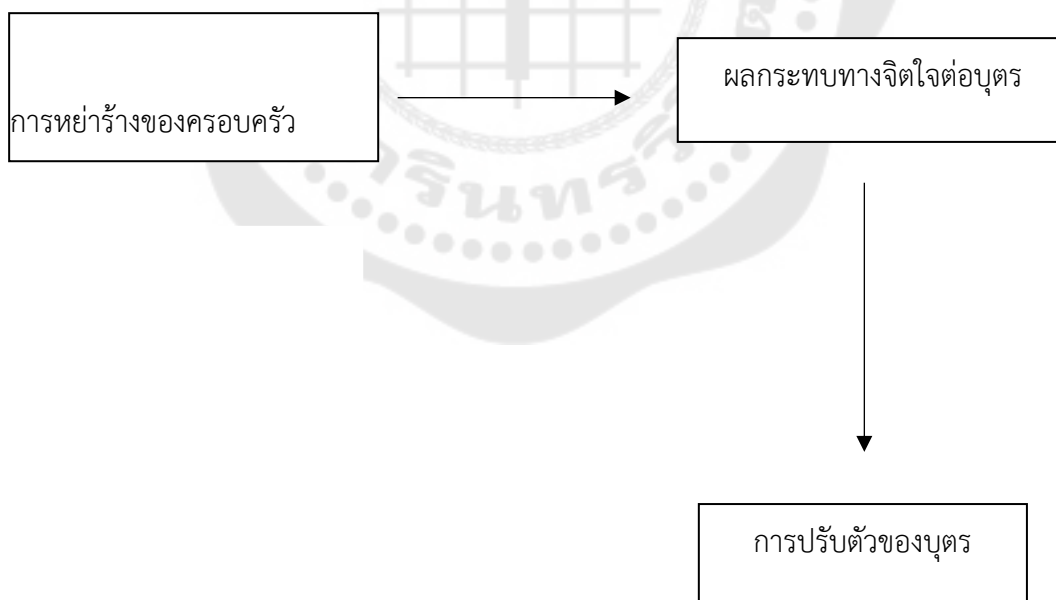 ผลกระทบทางจิตใจต่อบุตร
การหย่าร้างของครอบครัว
การปรับตัวของบุตร